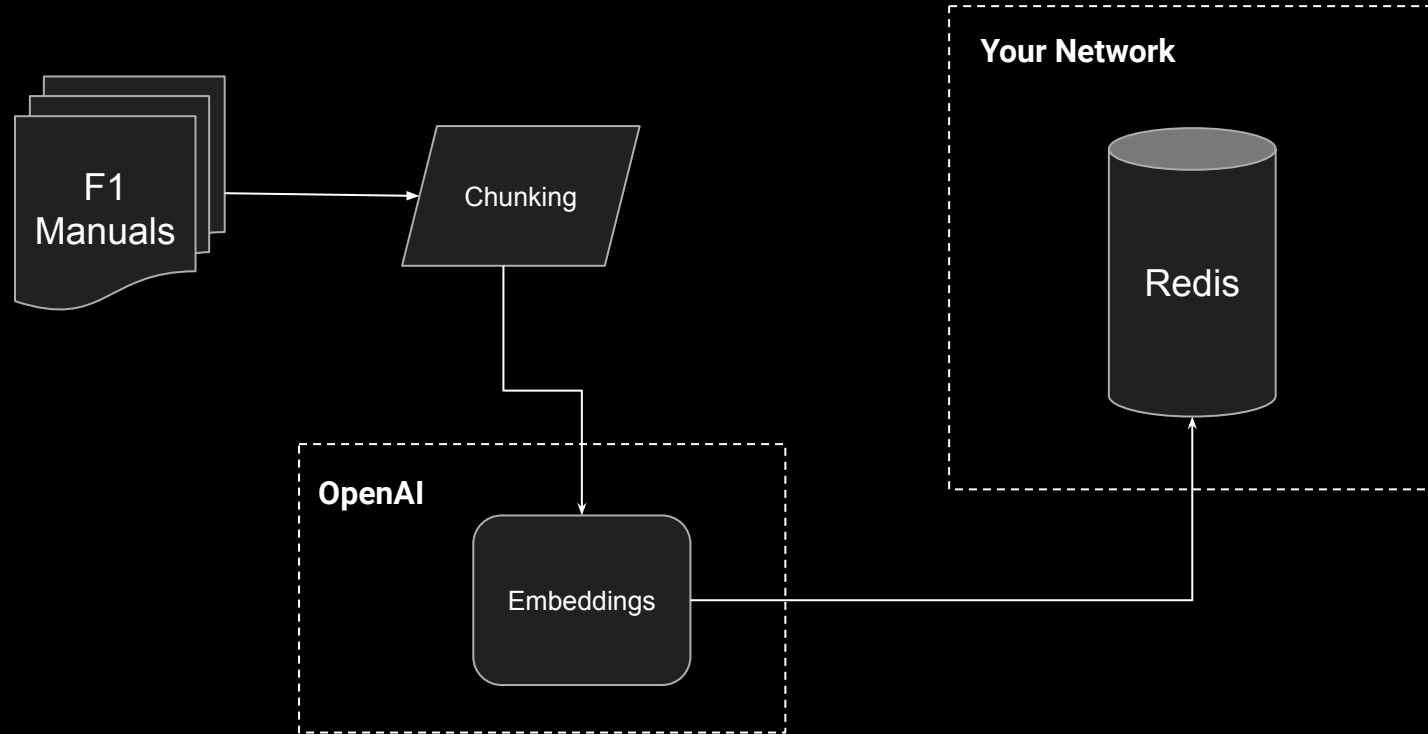 Your Network
F1
Manuals
Chunking
Redis
OpenAI
Embeddings